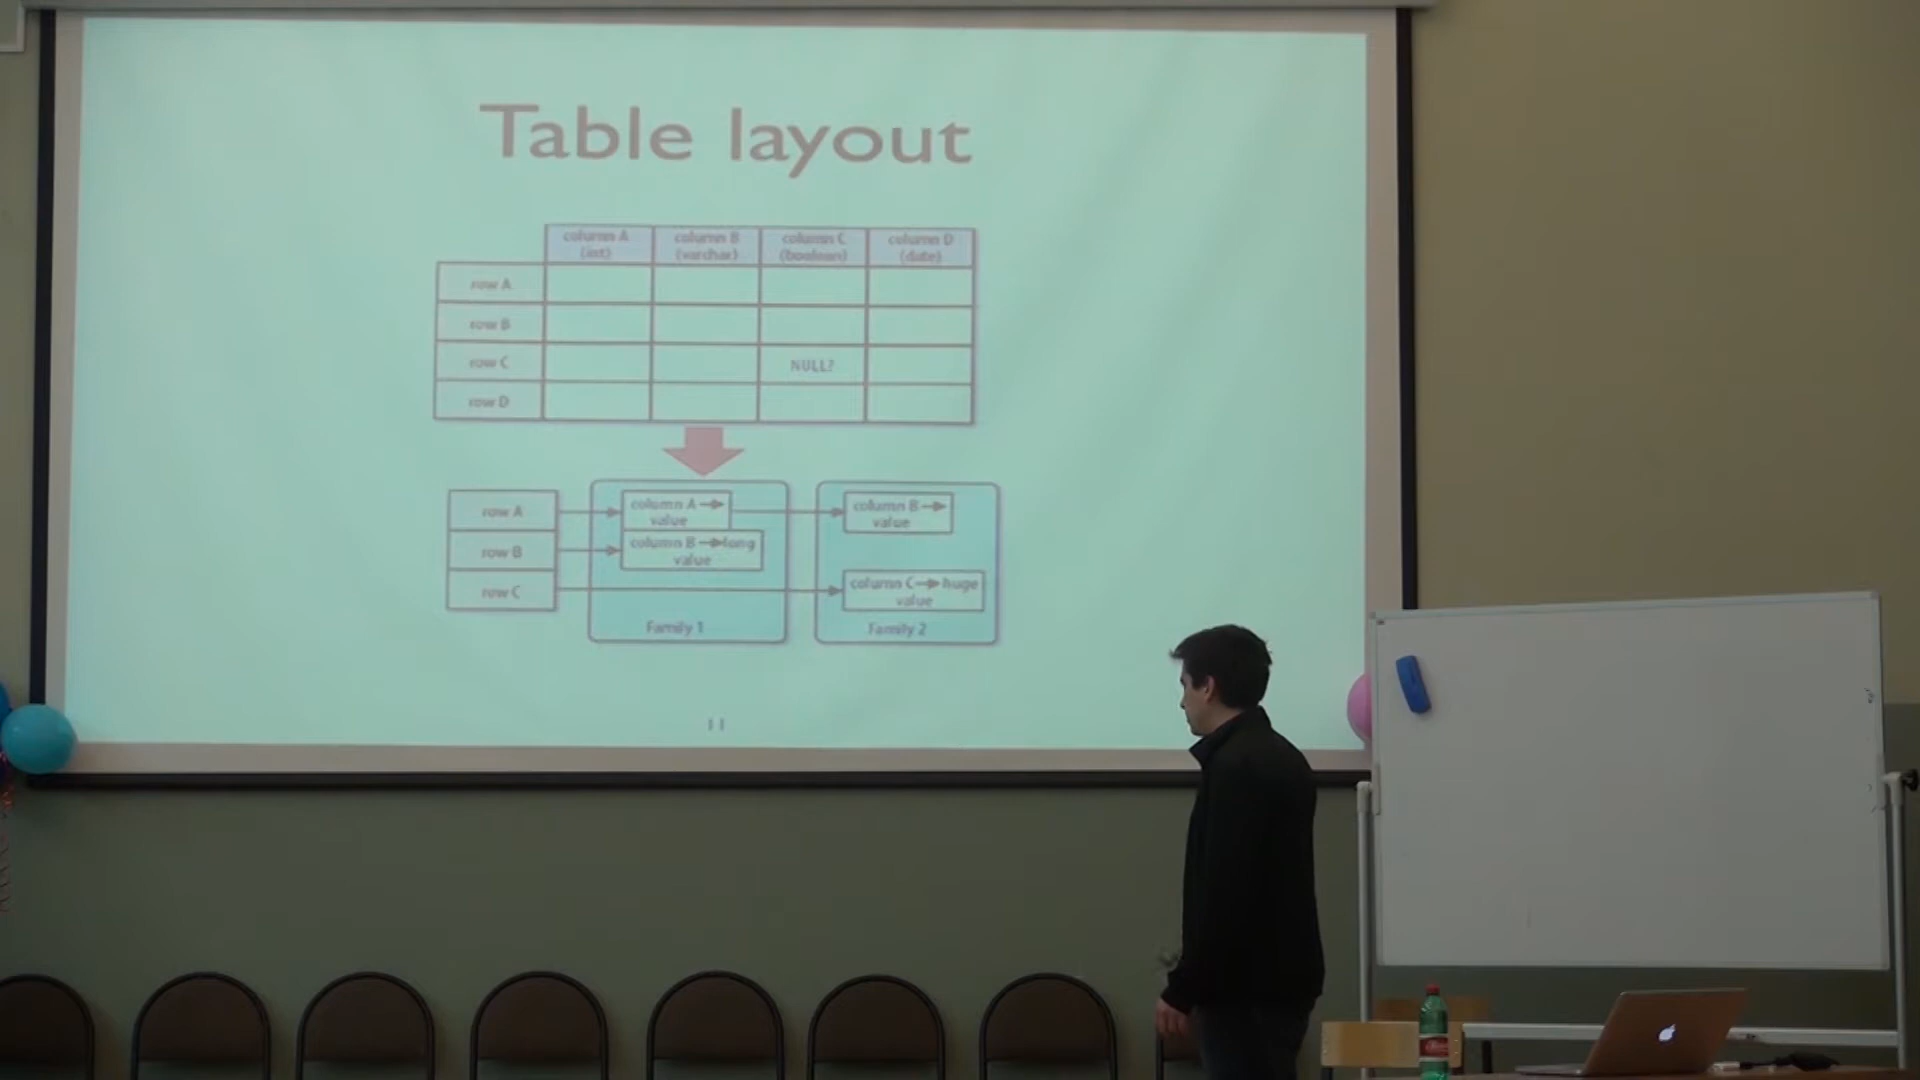 Table layout
column A column B column C column D
(int) (varchar) (boolean) (date)
row A
row B
row C NULL?
row D
row A column A value column B value
row B column B long value
row C column C huge value
Family 1 Family 2
11